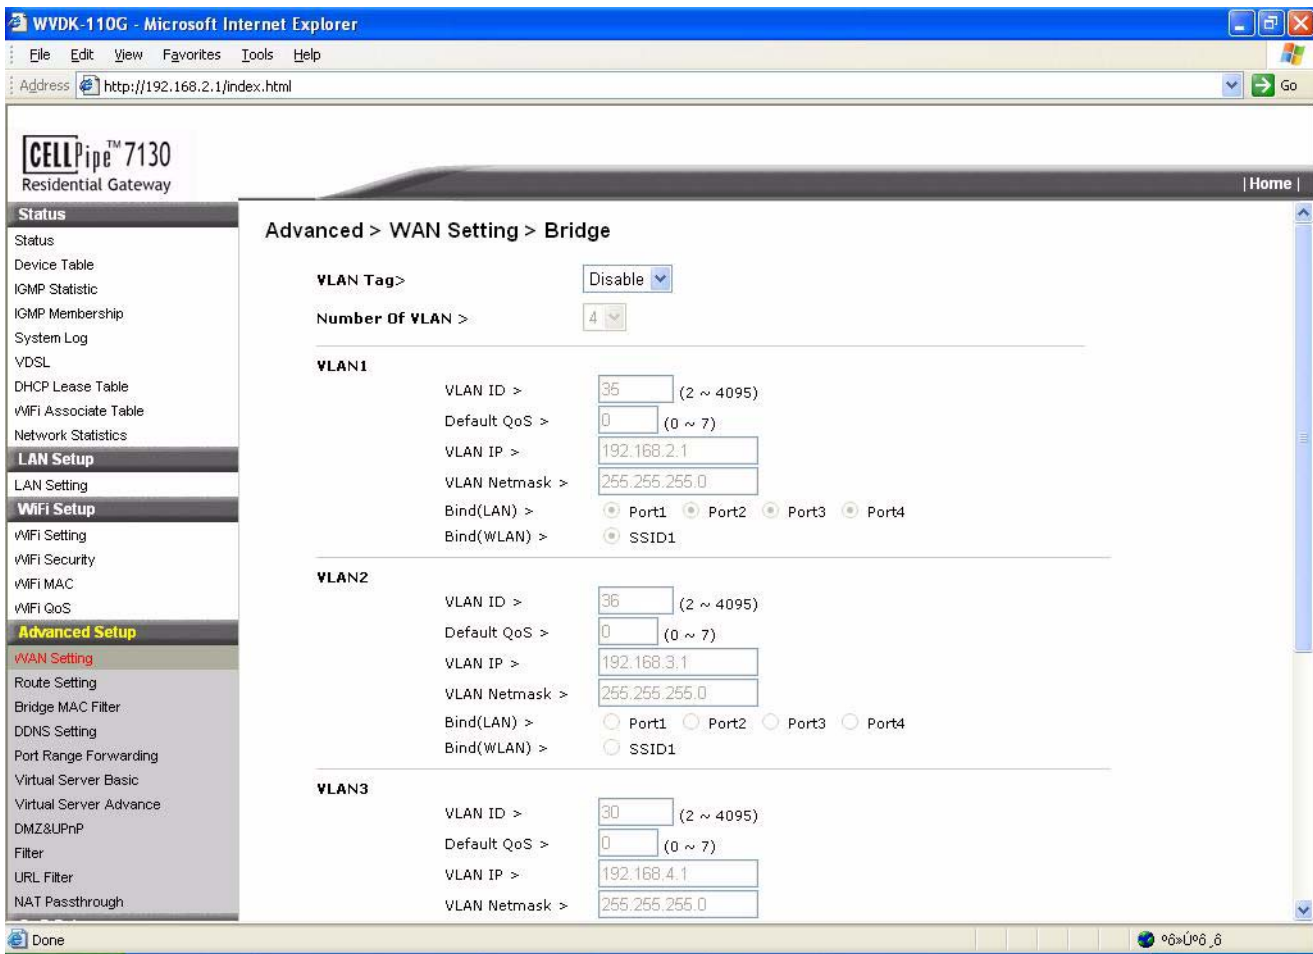 WVDK-110G - Microsoft Internet Explorer
File Edit View Favorites Tools Help
Address http://192.168.2.1/index.html Go
CELLPipe™ 7130
Residential Gateway
| Home |
Status
Status
Device Table
IGMP Statistic
IGMP Membership
System Log
VDSL
DHCP Lease Table
WiFi Associate Table
Network Statistics
LAN Setup
LAN Setting
WiFi Setup
WiFi Setting
WiFi Security
WiFi MAC
WiFi QoS
Advanced Setup
WAN Setting
Route Setting
Bridge MAC Filter
DDNS Setting
Port Range Forwarding
Virtual Server Basic
Virtual Server Advance
DMZ&UPnP
Filter
URL Filter
NAT Passthrough
Advanced > WAN Setting > Bridge
VLAN Tag> Disable
Number Of VLAN > 4
VLAN1
VLAN ID > 35 (2 ~ 4095)
Default QoS > 0 (0 ~ 7)
VLAN IP > 192.168.2.1
VLAN Netmask > 255.255.255.0
Bind(LAN) > Port1 Port2 Port3 Port4
Bind(WLAN) > SSID1
VLAN2
VLAN ID > 36 (2 ~ 4095)
Default QoS > 0 (0 ~ 7)
VLAN IP > 192.168.3.1
VLAN Netmask > 255.255.255.0
Bind(LAN) > Port1 Port2 Port3 Port4
Bind(WLAN) > SSID1
VLAN3
VLAN ID > 30 (2 ~ 4095)
Default QoS > 0 (0 ~ 7)
VLAN IP > 192.168.4.1
VLAN Netmask > 255.255.255.0
Done